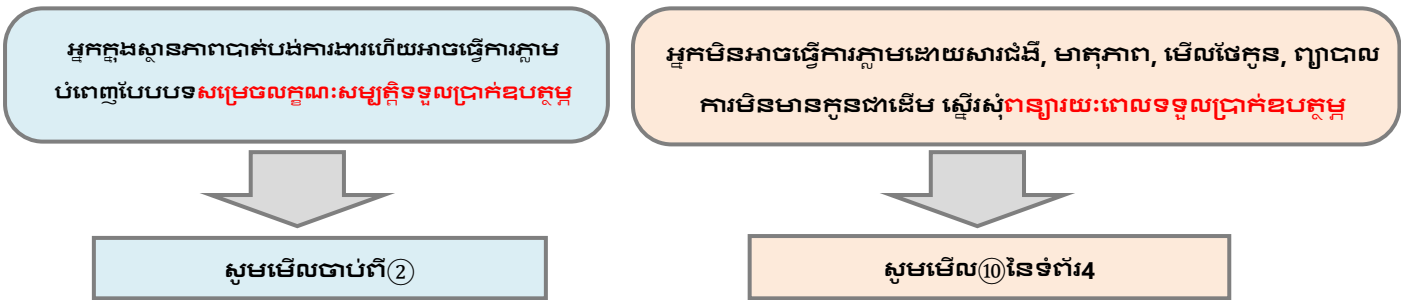 អ្នកក្នុងស្ថានភាពបាត់បង់ការងារហើយអាចធ្វើការភ្លាម
បំពេញបែបបទសម្រេចលក្ខណៈសម្បត្តិទទួលប្រាក់ឧបត្ថម្ភ
សូមមើលចាប់ពី②
អ្នកមិនអាចធ្វើការភ្លាមដោយសារជំងឺ, មាតុភាព, មើលថែកូន, ព្យាបាល
ការមិនមានកូនជាដើម ស្នើរសុំពន្យារយៈពេលទទួលប្រាក់ឧបត្ថម្ភ
សូមមើល⑩នៃទំព័រ4